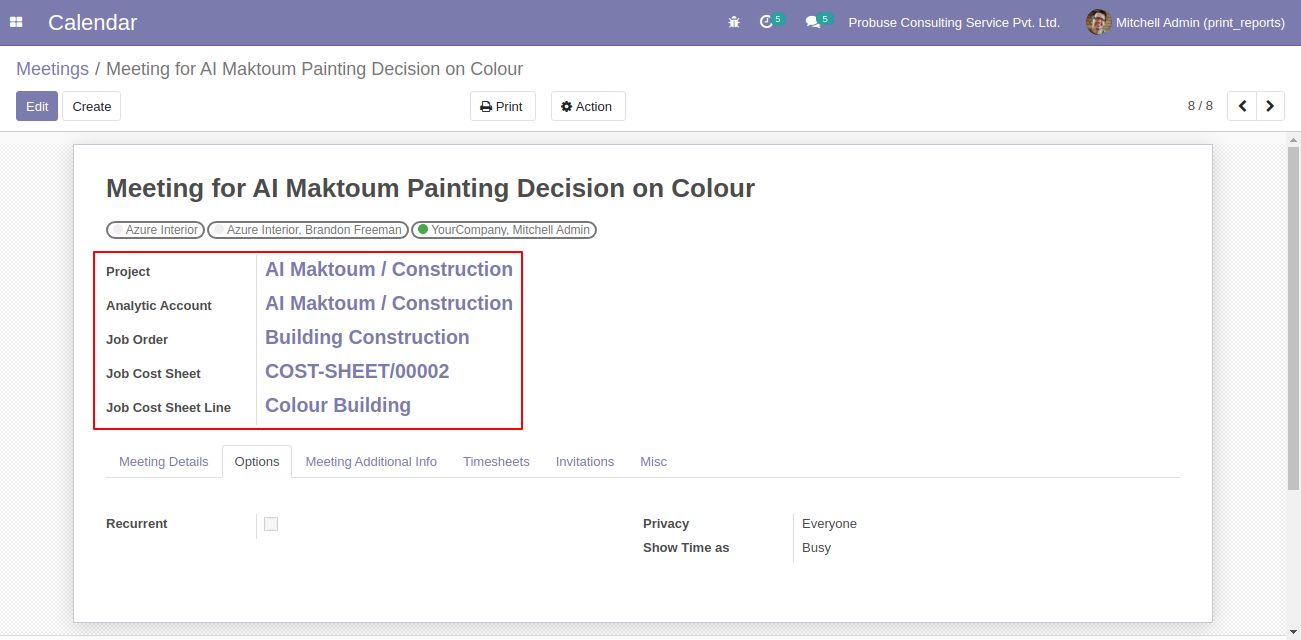 Calendar 5 5 Probuse Consulting Service Pvt. Ltd. Mitchell Admin (print_reports)
Meetings / Meeting for AI Maktoum Painting Decision on Colour
Edit Create Print Action 8 / 8
Meeting for AI Maktoum Painting Decision on Colour
Azure Interior Azure Interior, Brandon Freeman YourCompany, Mitchell Admin
Project AI Maktoum / Construction
Analytic Account AI Maktoum / Construction
Job Order Building Construction
Job Cost Sheet COST-SHEET/00002
Job Cost Sheet Line Colour Building
Meeting Details Options Meeting Additional Info Timesheets Invitations Misc
Recurrent Privacy Everyone
Show Time as Busy